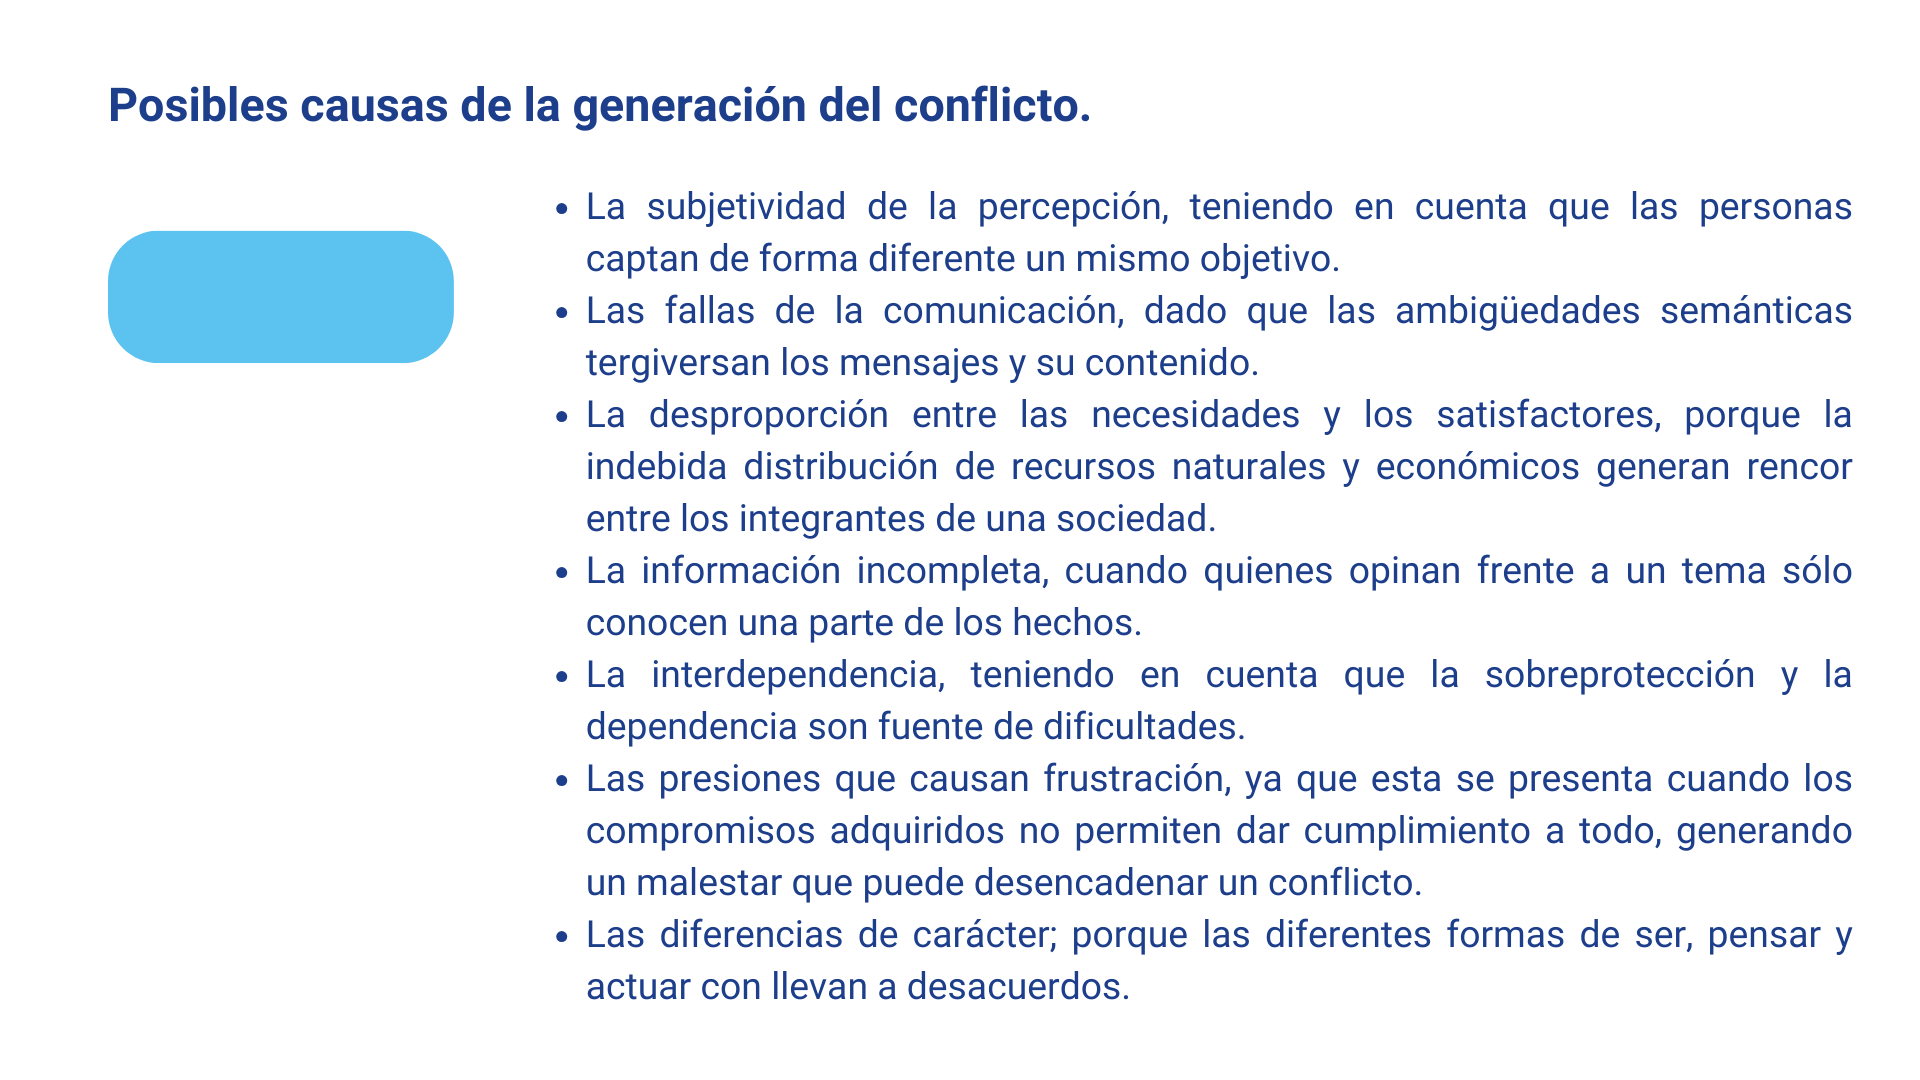 Posibles causas de la generación del conflicto.
• La subjetividad de la percepción, teniendo en cuenta que las personas
captan de forma diferente un mismo objetivo.
• Las fallas de la comunicación, dado que las ambigüedades semánticas
tergiversan los mensajes y su contenido.
• La desproporción entre las necesidades y los satisfactores, porque la
indebida distribución de recursos naturales y económicos generan rencor
entre los integrantes de una sociedad.
• La información incompleta, cuando quienes opinan frente a un tema sólo
conocen una parte de los hechos.
• La interdependencia, teniendo en cuenta que la sobreprotección y la
dependencia son fuente de dificultades.
• Las presiones que causan frustración, ya que esta se presenta cuando los
compromisos adquiridos no permiten dar cumplimiento a todo, generando
un malestar que puede desencadenar un conflicto.
• Las diferencias de carácter; porque las diferentes formas de ser, pensar y
actuar con llevan a desacuerdos.